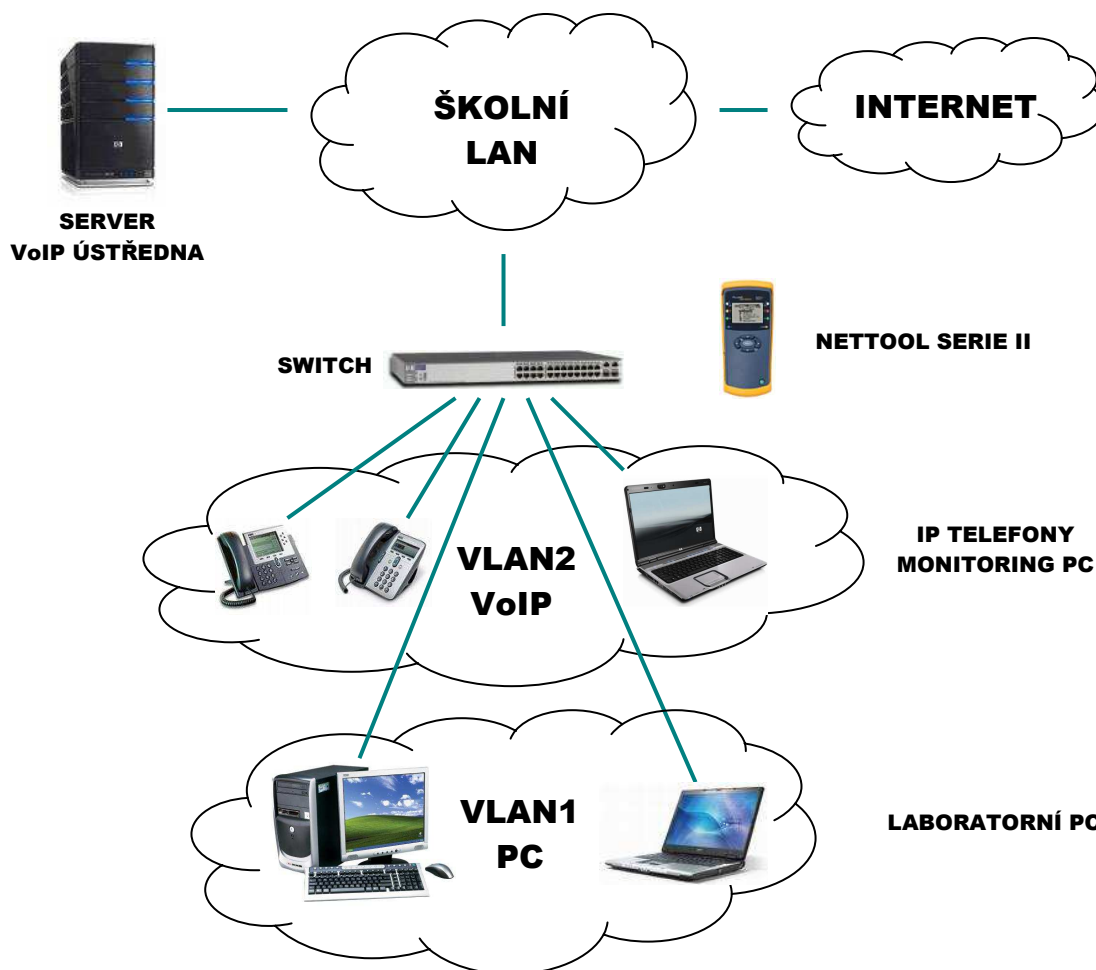 ŠKOLNÍ
LAN
INTERNET
SERVER
VoIP ÚSTŘEDNA
SWITCH
NETTOOL SERIE II
VLAN2
VoIP
IP TELEFONY
MONITORING PC
VLAN1
PC
LABORATORNÍ PC